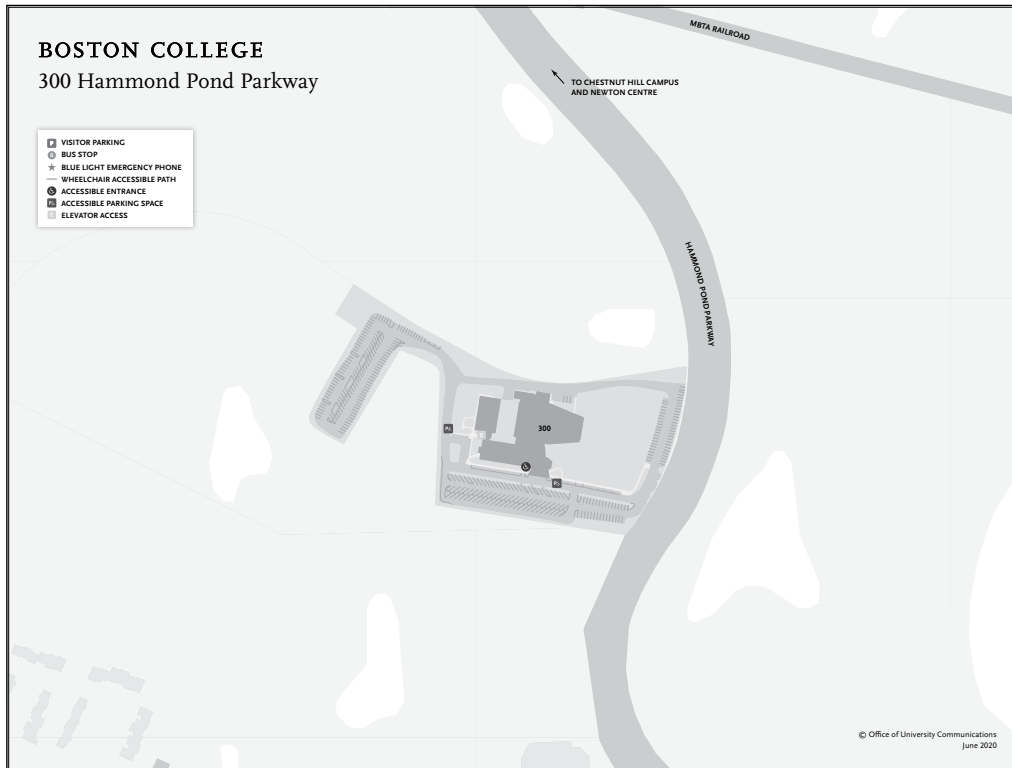 BOSTON COLLEGE
300 Hammond Pond Parkway
MBTA RAILROAD
TO CHESTNUT HILL CAMPUS
AND NEWTON CENTRE
P VISITOR PARKING
BUS STOP
BLUE LIGHT EMERGENCY PHONE
WHEELCHAIR ACCESSIBLE PATH
ACCESSIBLE ENTRANCE
ACCESSIBLE PARKING SPACE
E ELEVATOR ACCESS
HAMMOND POND PARKWAY
300
© Office of University Communications
June 2020